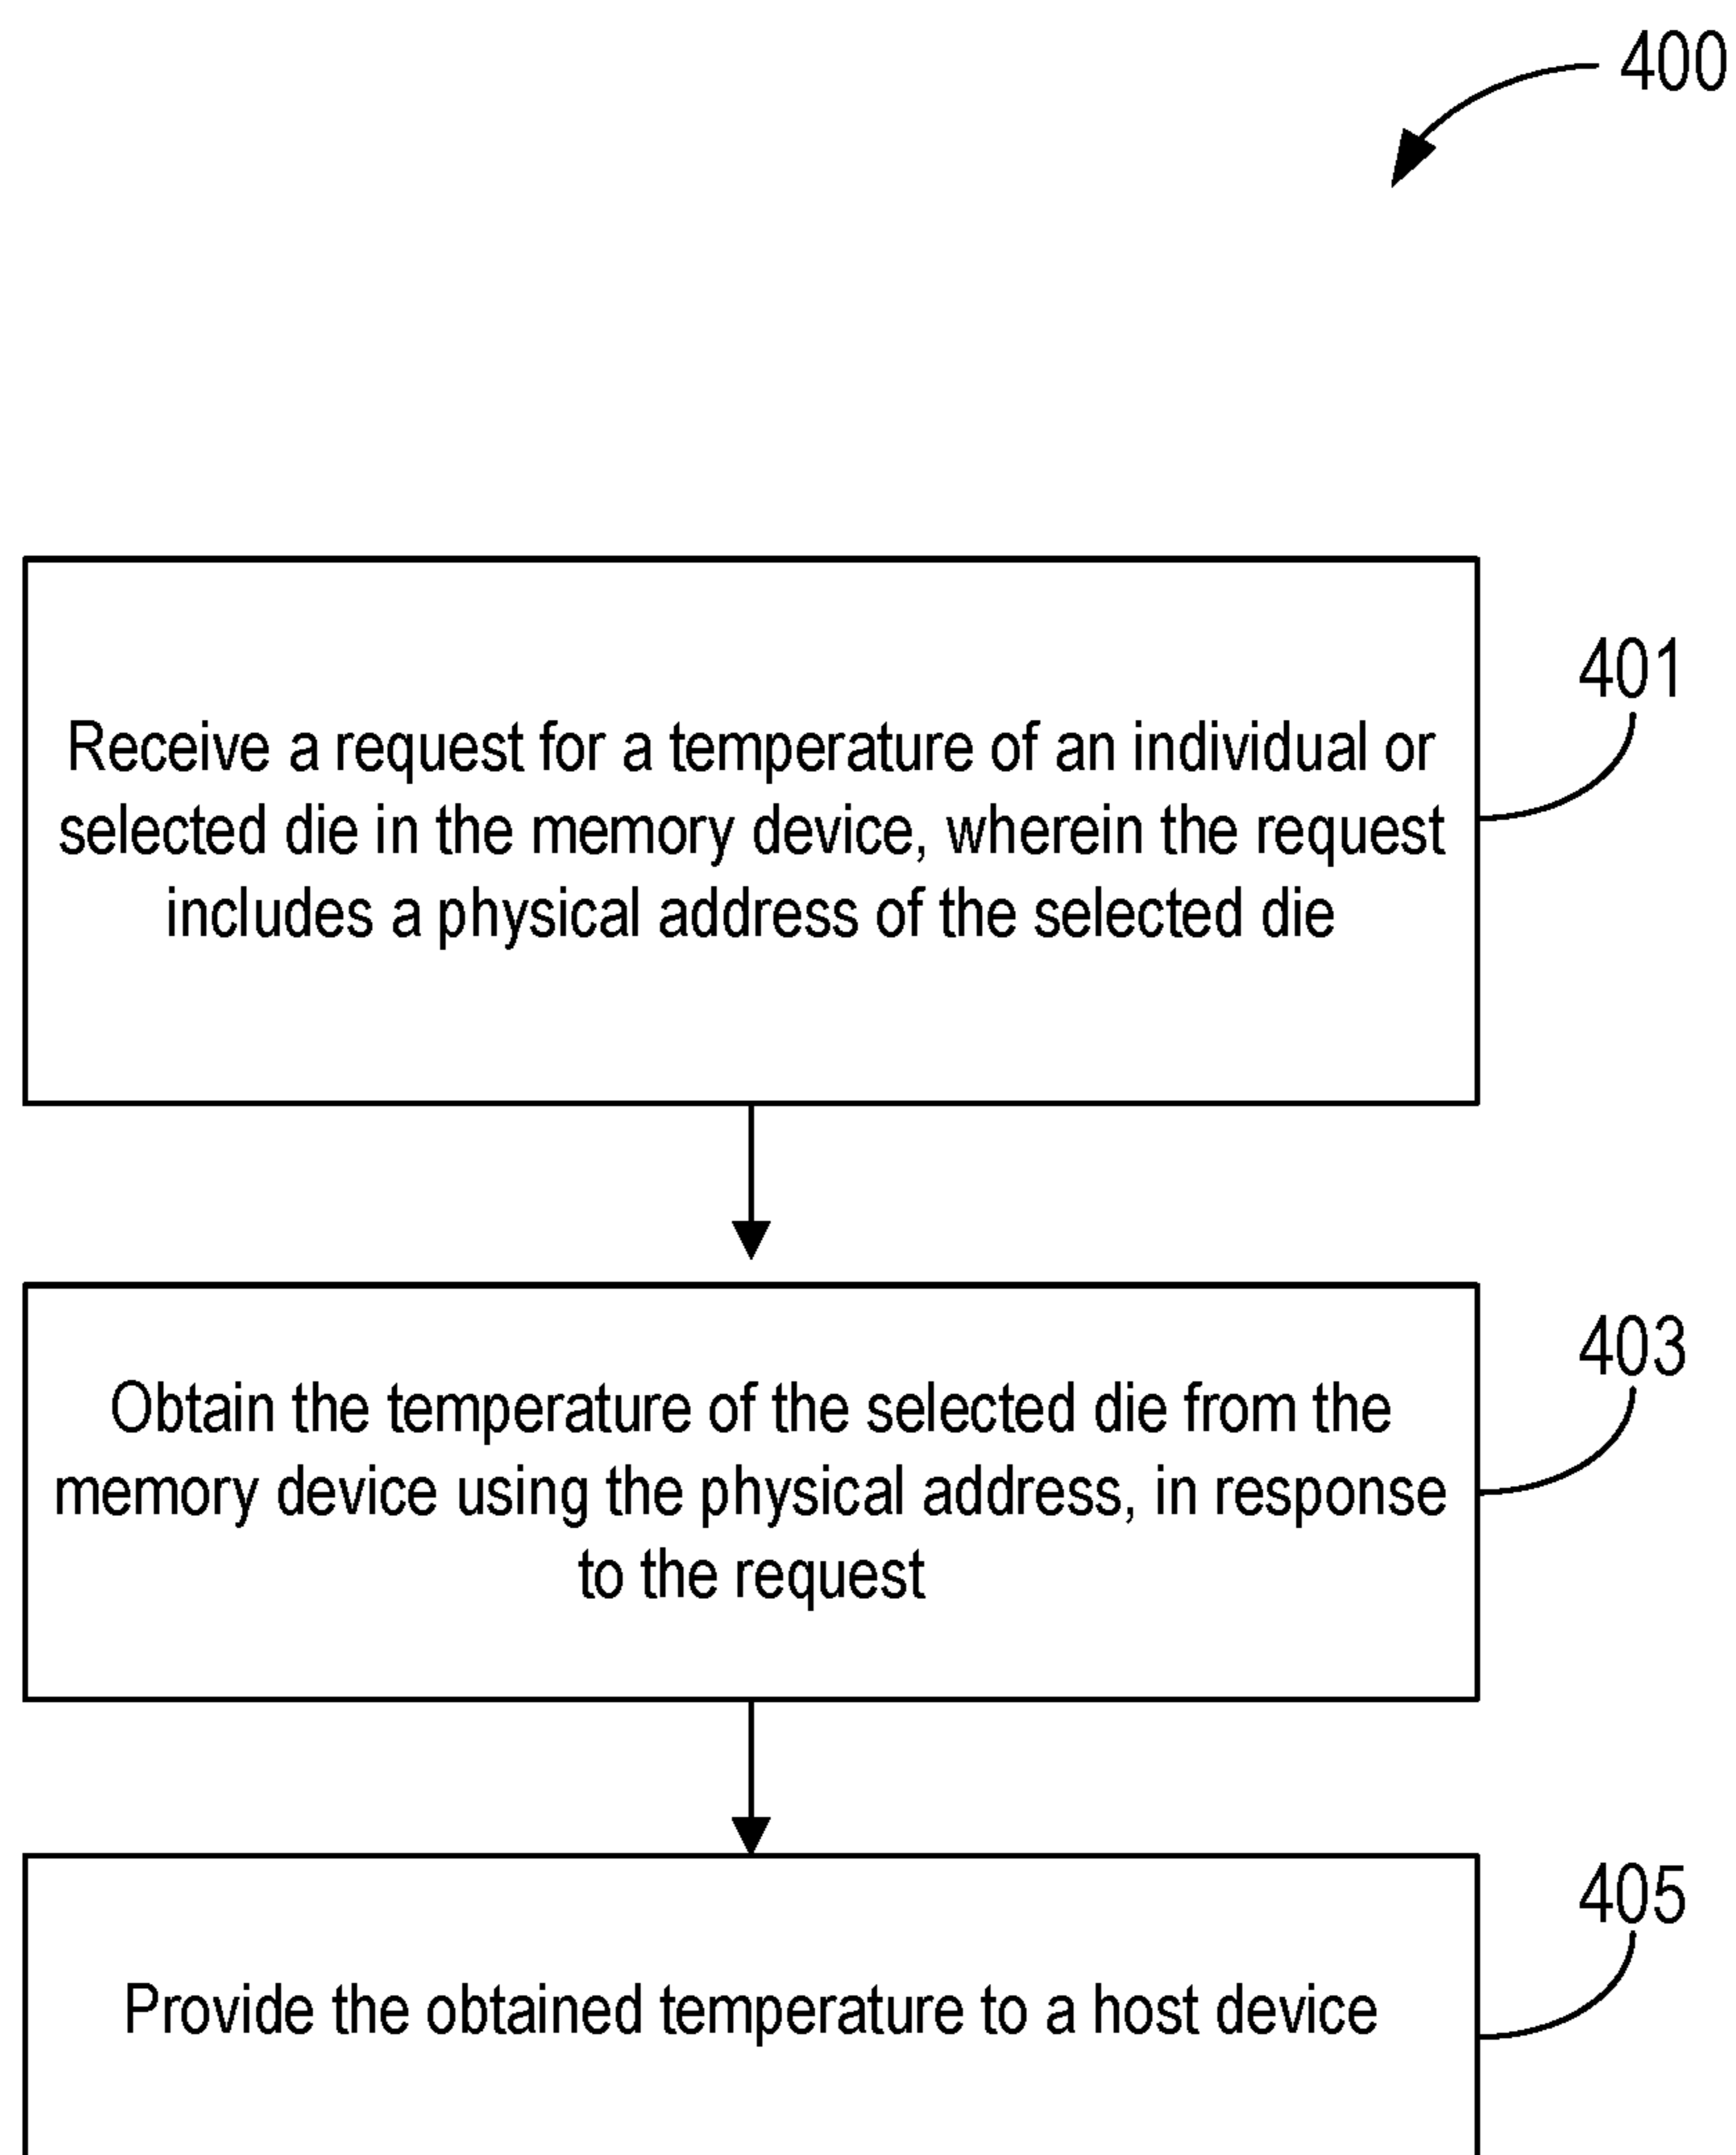 400
Receive a request for a temperature of an individual or
selected die in the memory device, wherein the request
includes a physical address of the selected die
401
Obtain the temperature of the selected die from the
memory device using the physical address, in response
to the request
403
Provide the obtained temperature to a host device
405